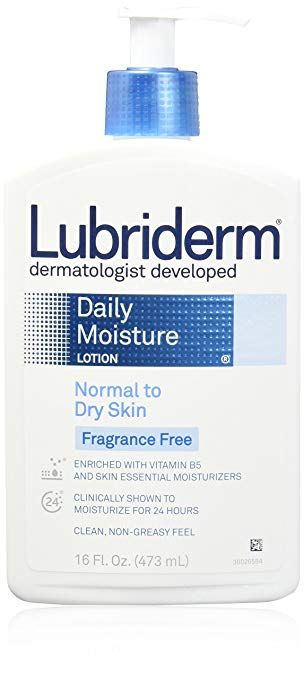 Lubriderm®
dermatologist developed
Daily
Moisture
LOTION ®
Normal to
Dry Skin
Fragrance Free
ENRICHED WITH VITAMIN B5
AND SKIN ESSENTIAL MOISTURIZERS
24
CLINICALLY SHOWN TO
MOISTURIZE FOR 24 HOURS
CLEAN, NON-GREASY FEEL
16 Fl. Oz. (473 mL)